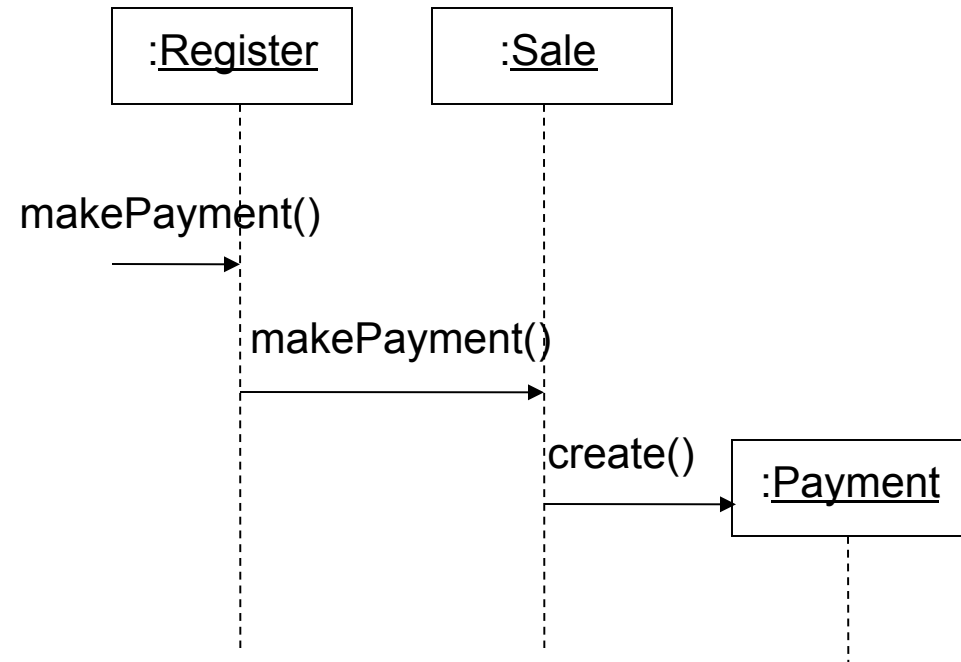 :Register
:Sale
makePayment()
makePayment()
create()
:Payment